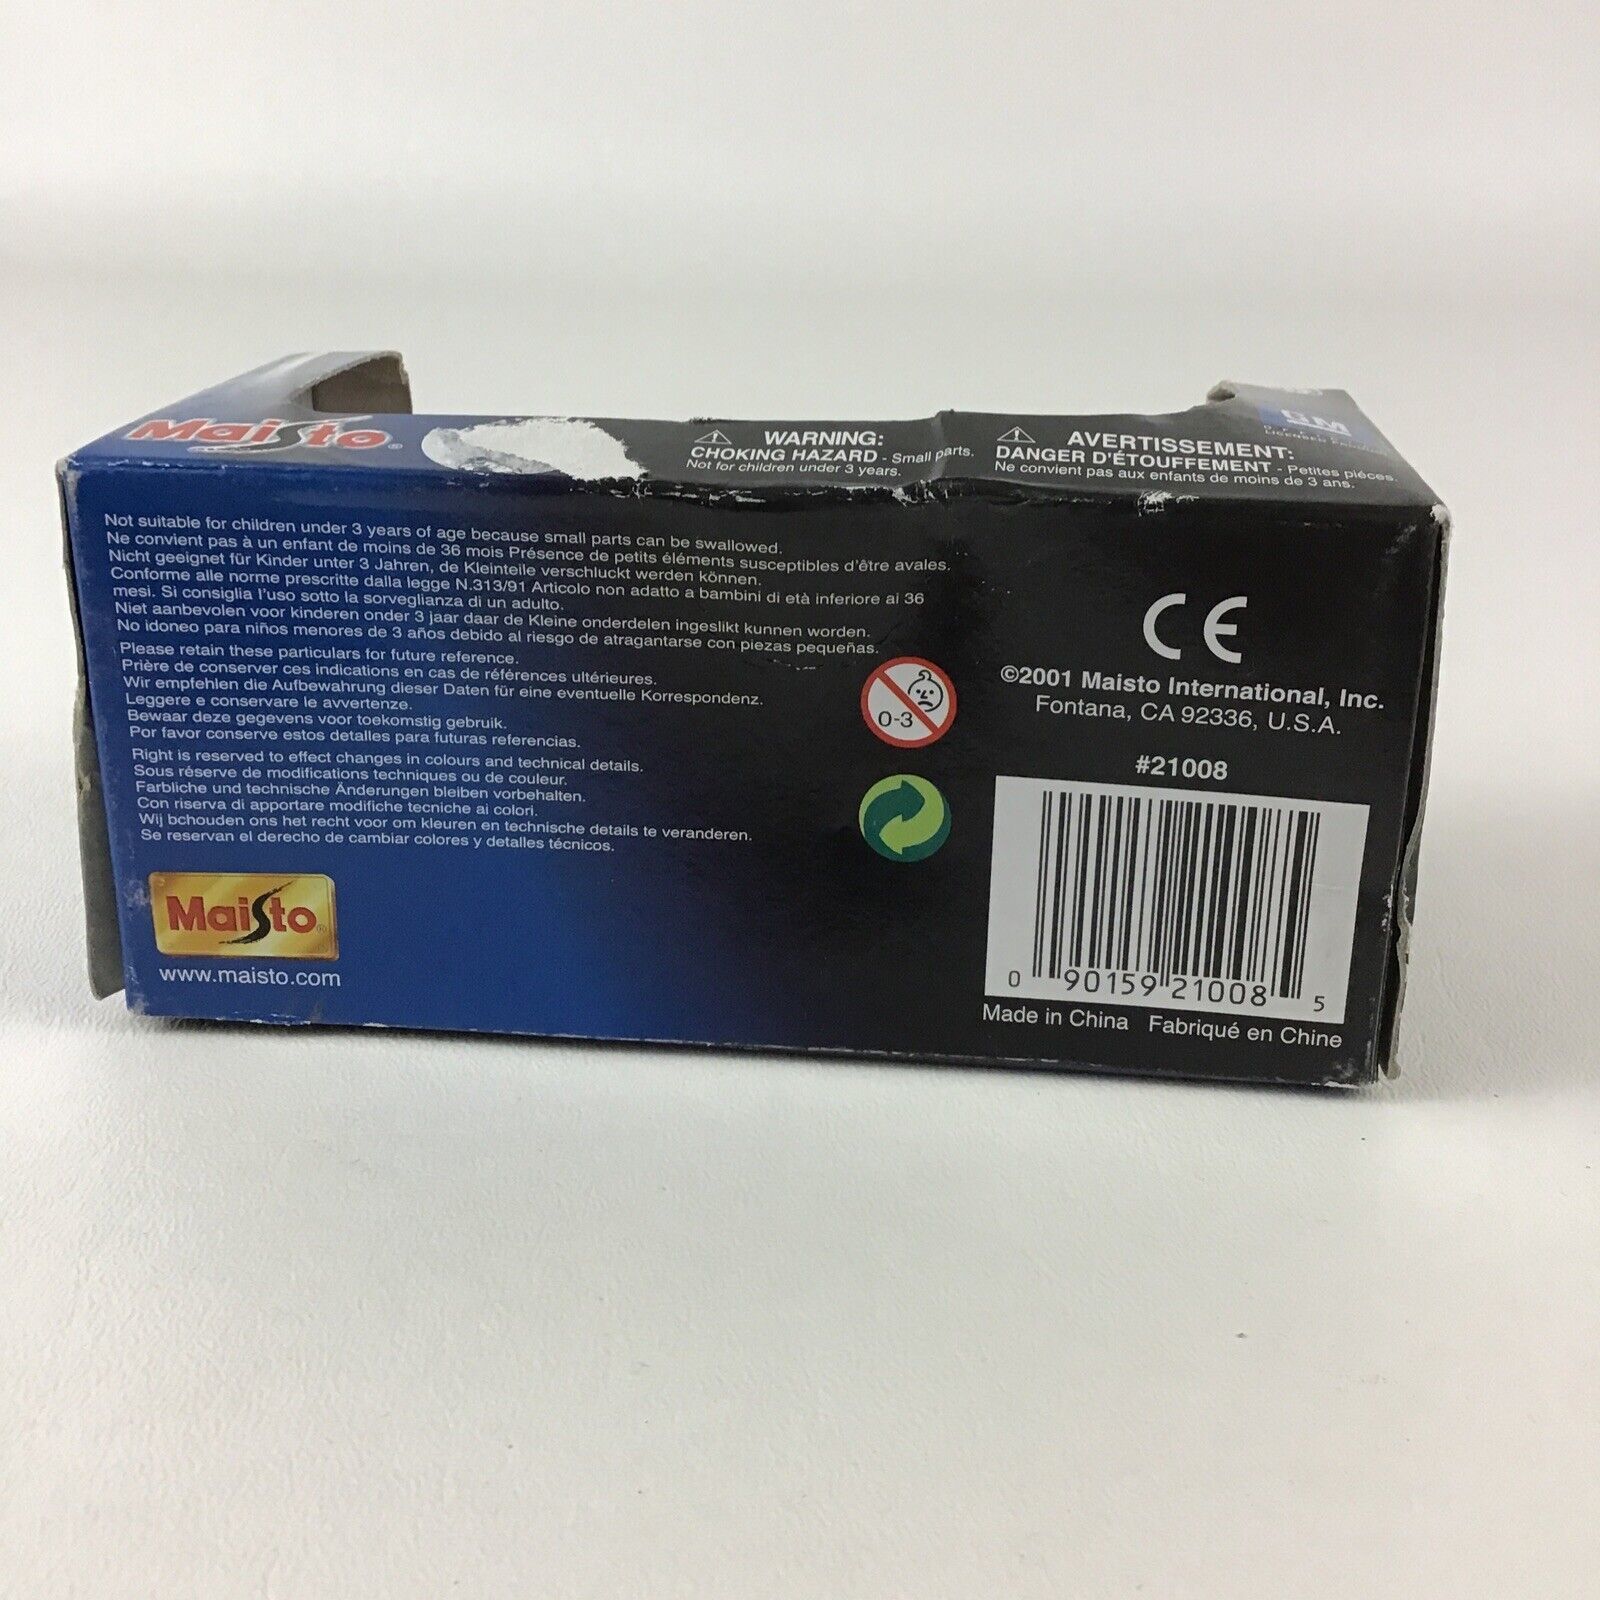 Maisto®
WARNING:
CHOKING HAZARD - Small parts.
Not for children under 3 years.
AVERTISSEMENT:
DANGER D'ÉTOUFFEMENT - Petites pièces.
Ne convient pas aux enfants de moins de 3 ans.
GM
Not suitable for children under 3 years of age because small parts can be swallowed.
Ne convient pas à un enfant de moins de 36 mois Présence de petits éléments susceptibles d'être avales.
Nicht geeignet für Kinder unter 3 Jahren, de Kleinteile verschluckt werden können.
Conforme alle norme prescritte dalla legge N.313/91 Articolo non adatto a bambini di età inferiore ai 36
mesi. Si consiglia l'uso sotto la sorveglianza di un adulto.
Niet aanbevolen voor kinderen onder 3 jaar daar de Kleine onderdelen ingeslikt kunnen worden.
No idoneo para niños menores de 3 años debido al riesgo de atragantarse con piezas pequeñas.
Please retain these particulars for future reference.
Prière de conserver ces indications en cas de références ultérieures.
Wir empfehlen die Aufbewahrung dieser Daten für eine eventuelle Korrespondenz.
Leggere e conservare le avvertenze.
Bewaar deze gegevens voor toekomstig gebruik.
Por favor conserve estos detalles para futuras referencias.
Right is reserved to effect changes in colours and technical details.
Sous réserve de modifications techniques ou de couleur.
Farbliche und technische Änderungen bleiben vorbehalten.
Con riserva di apportare modifiche tecniche ai colori.
Wij bchouden ons het recht voor om kleuren en technische details te veranderen.
Se reservan el derecho de cambiar colores y detalles técnicos.
Maisto®
www.maisto.com
0-3
CE
©2001 Maisto International, Inc.
Fontana, CA 92336, U.S.A.
#21008
0 90159 21008 5
Made in China Fabriqué en Chine